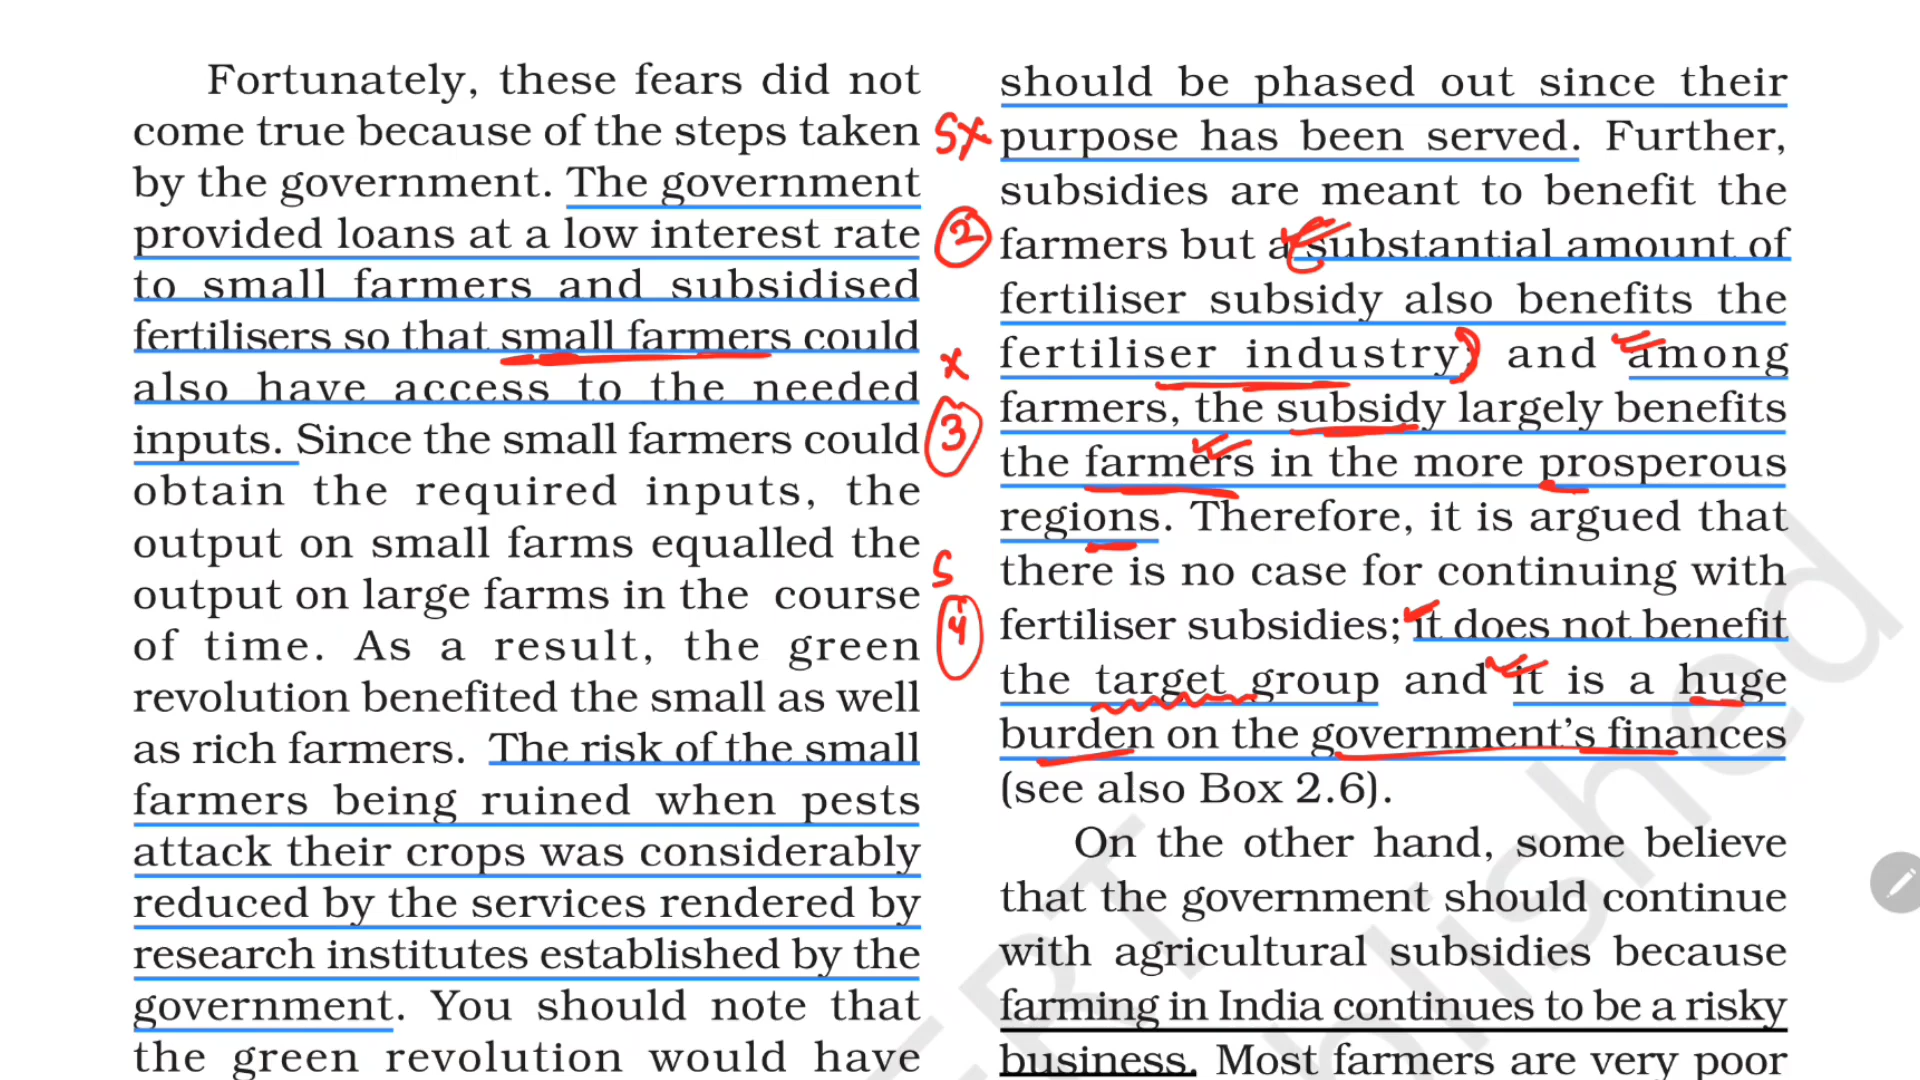 Fortunately, these fears did not
come true because of the steps taken
by the government. The government
provided loans at a low interest rate
to small farmers and subsidised
fertilisers so that small farmers could
also have access to the needed
inputs. Since the small farmers could
obtain the required inputs, the
output on small farms equalled the
output on large farms in the course
of time. As a result, the green
revolution benefited the small as well
as rich farmers. The risk of the small
farmers being ruined when pests
attack their crops was considerably
reduced by the services rendered by
research institutes established by the
government. You should note that
the green revolution would have
should be phased out since their
purpose has been served. Further,
subsidies are meant to benefit the
farmers but a substantial amount of
fertiliser subsidy also benefits the
fertiliser industry; and among
farmers, the subsidy largely benefits
the farmers in the more prosperous
regions. Therefore, it is argued that
there is no case for continuing with
fertiliser subsidies; it does not benefit
the target group and it is a huge
burden on the government's finances
(see also Box 2.6).
On the other hand, some believe
that the government should continue
with agricultural subsidies because
farming in India continues to be a risky
business. Most farmers are very poor
Sx
2
x
3
S
4